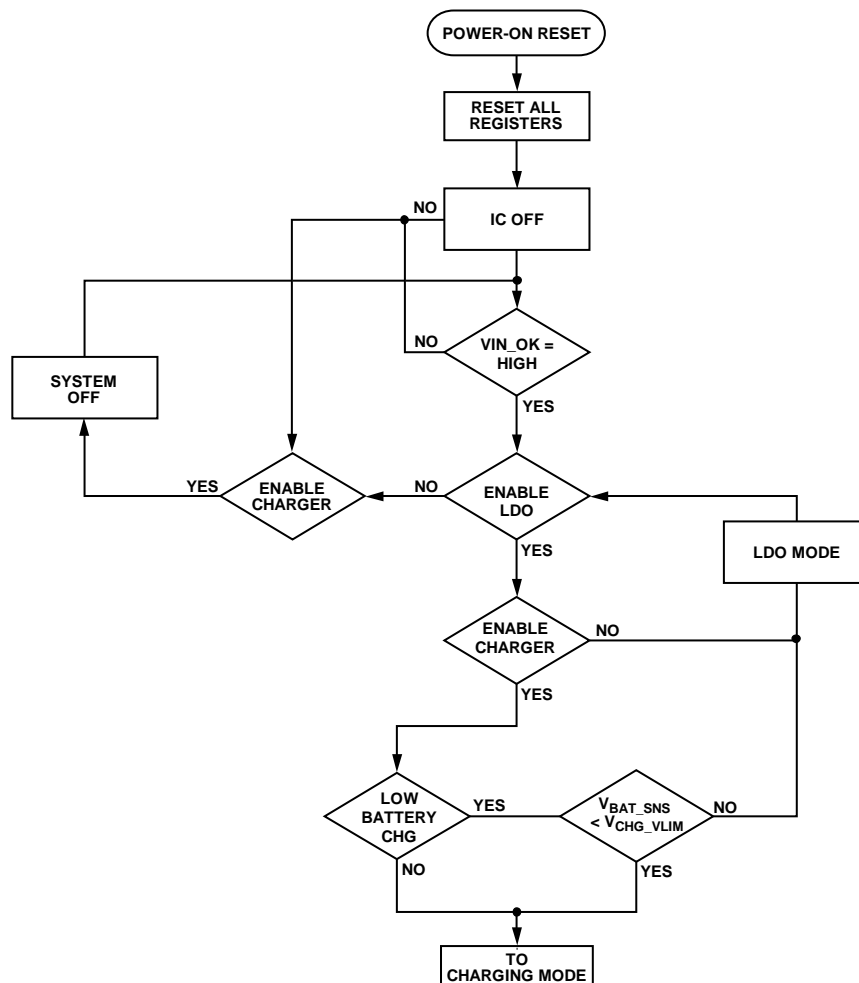 POWER-ON RESET
RESET ALL
REGISTERS
NO
IC OFF
NO
VIN_OK =
HIGH
SYSTEM
OFF
YES
YES
ENABLE
CHARGER
NO
ENABLE
LDO
LDO MODE
YES
ENABLE
CHARGER
NO
YES
LOW
BATTERY
CHG
YES
VBAT_SNS
< VCHG_VLIM
NO
NO
YES
TO
CHARGING MODE